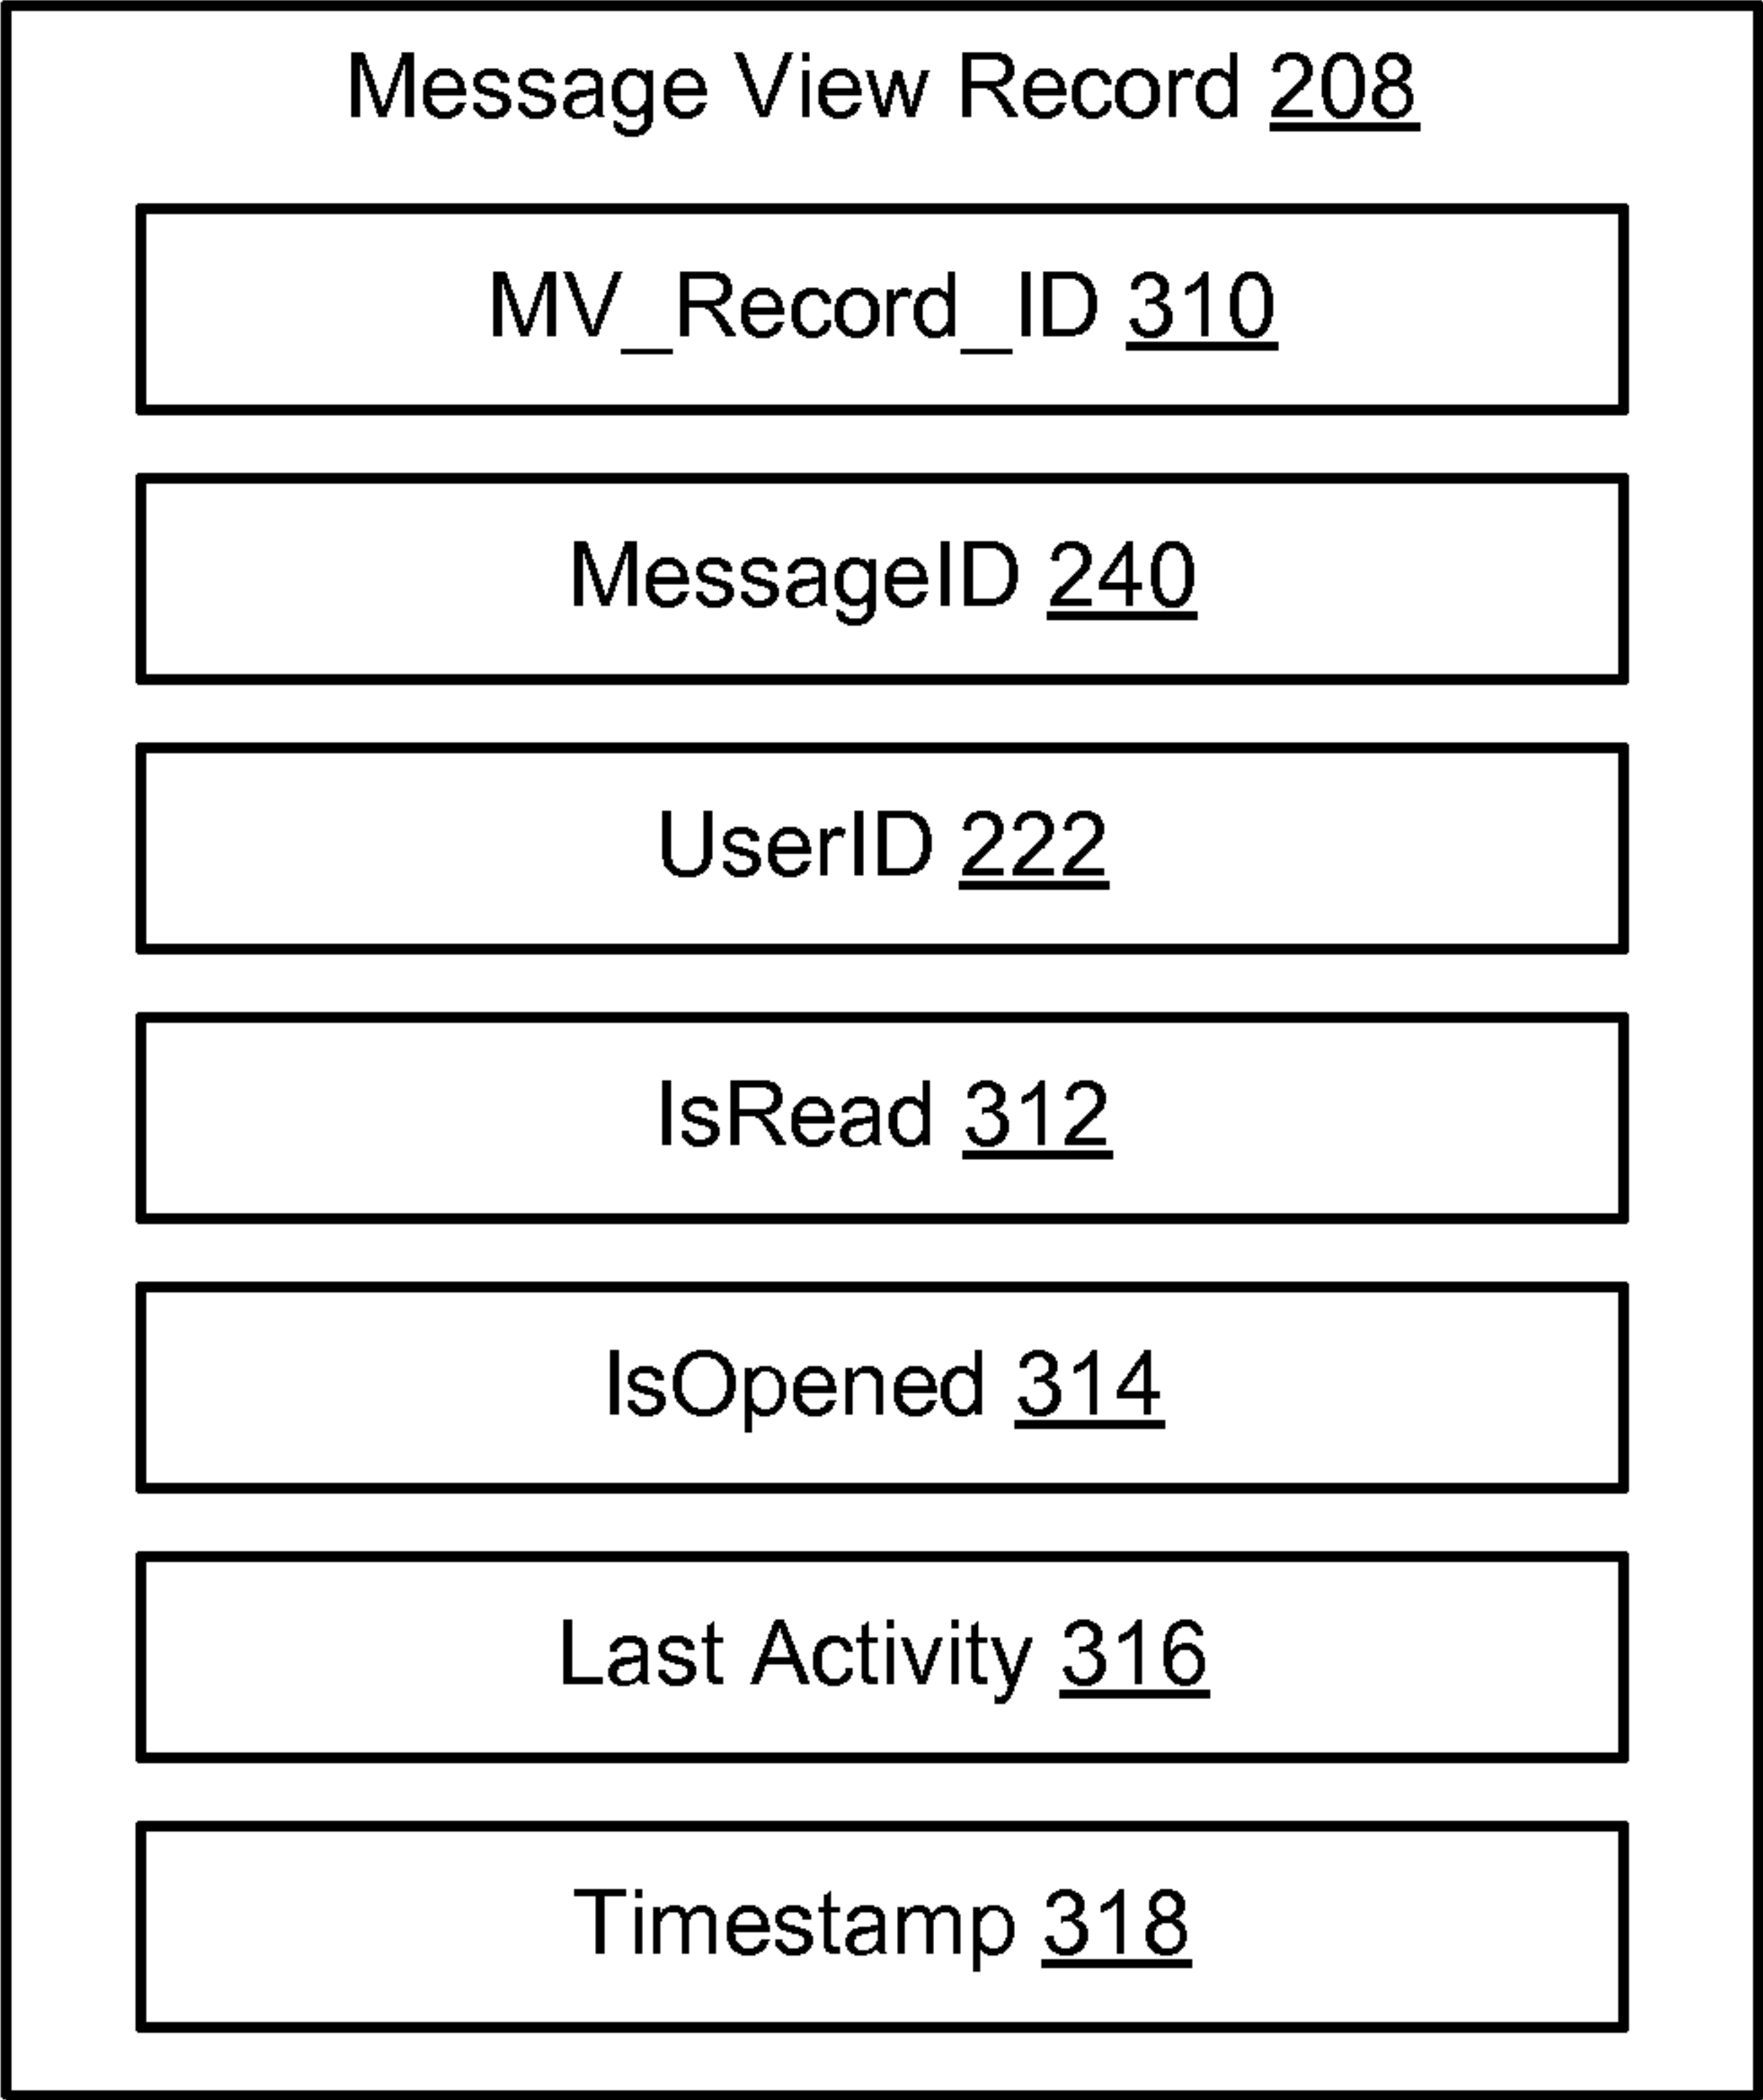 Message View Record 208
MV_Record_ID 310
MessageID 240
UserID 222
IsRead 312
IsOpened 314
Last Activity 316
Timestamp 318